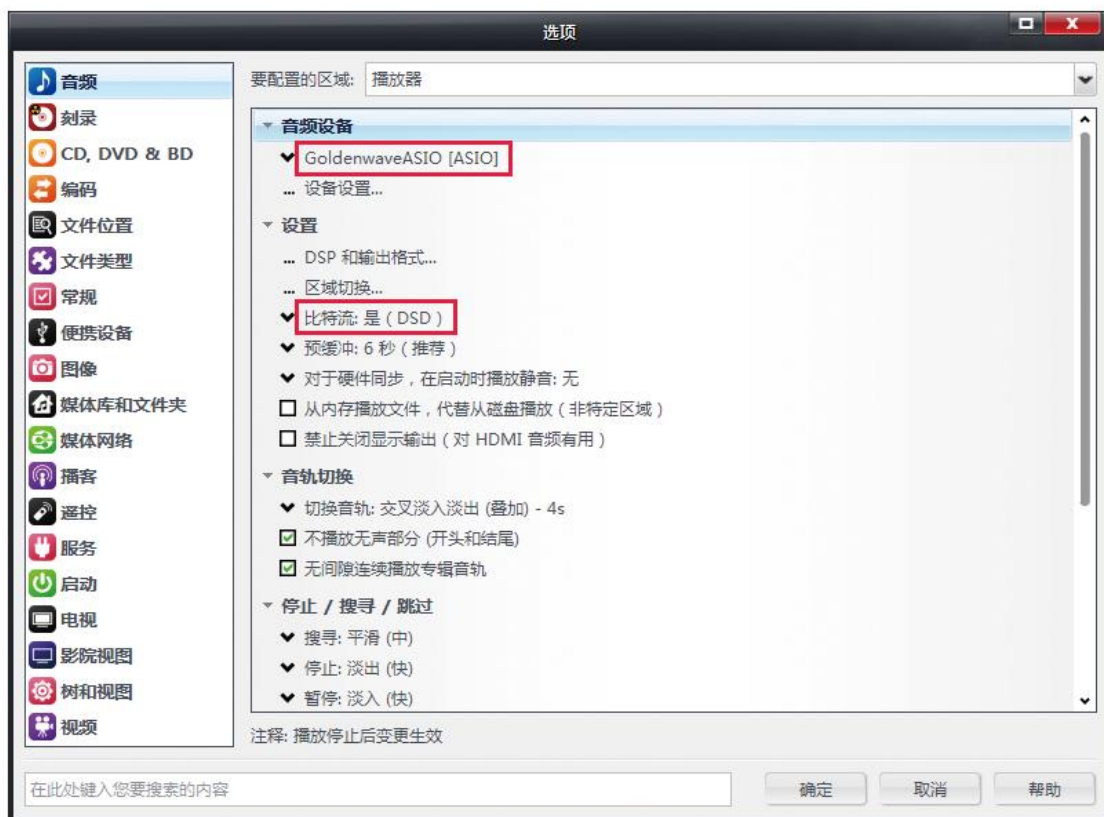 选项
音频
刻录
CD, DVD & BD
编码
文件位置
文件类型
常规
便携设备
图像
媒体库和文件夹
媒体网络
播客
遥控
服务
启动
电视
影院视图
树和视图
视频
要配置的区域: 播放器
音频设备
GoldenwaveASIO [ASIO]
... 设备设置...
设置
... DSP 和输出格式...
... 区域切换...
比特流: 是 ( DSD )
预缓冲: 6 秒 ( 推荐 )
对于硬件同步 , 在启动时播放静音: 无
从内存播放文件 , 代替从磁盘播放 ( 非特定区域 )
禁止关闭显示输出 ( 对 HDMI 音频有用 )
音轨切换
切换音轨: 交叉淡入淡出 (叠加) - 4s
不播放无声部分 (开头和结尾)
无间隙连续播放专辑音轨
停止 / 搜寻 / 跳过
搜寻: 平滑 (中)
停止: 淡出 (快)
暂停: 淡入 (快)
注释: 播放停止后变更生效
在此处键入您要搜索的内容
确定
取消
帮助